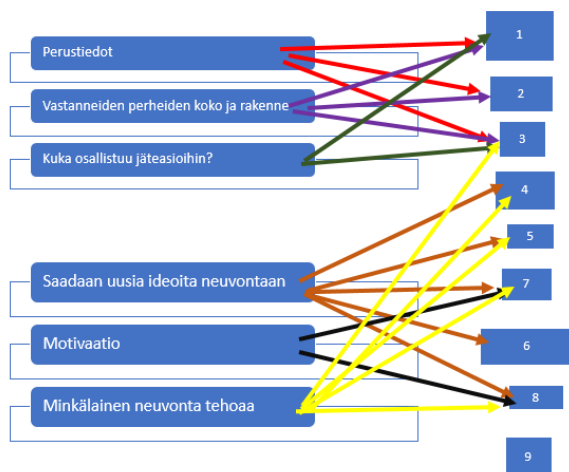 Perustiedot
Vastanneiden perheiden koko ja rakenne
Kuka osallistuu jäteasioihin?
Saadaan uusia ideoita neuvontaan
Motivaatio
Minkälainen neuvonta tehoaa
1
2
3
4
5
7
6
8
9